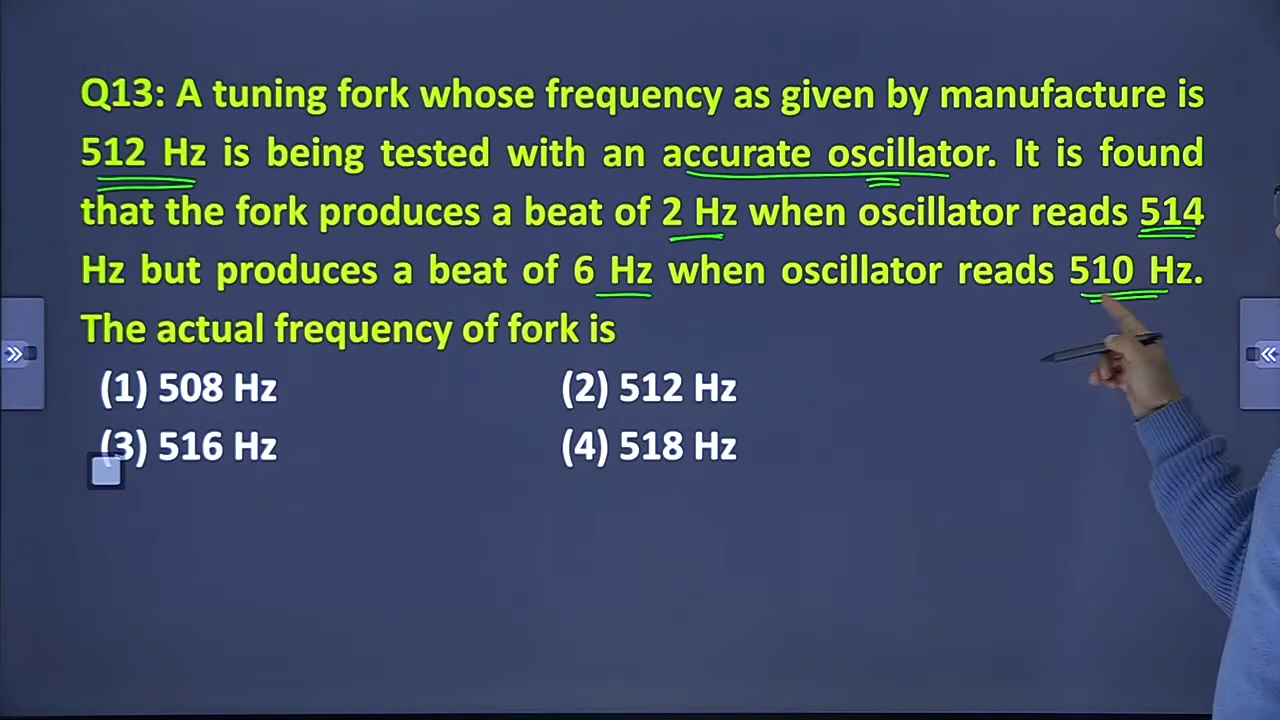 Q13: A tuning fork whose frequency as given by manufacture is
512 Hz is being tested with an accurate oscillator. It is found
that the fork produces a beat of 2 Hz when oscillator reads 514
Hz but produces a beat of 6 Hz when oscillator reads 510 Hz.
The actual frequency of fork is
(1) 508 Hz (2) 512 Hz
(3) 516 Hz (4) 518 Hz